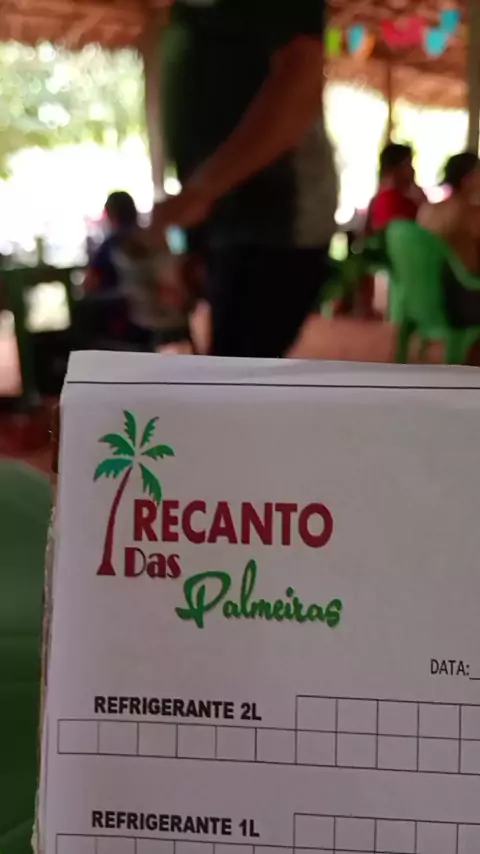 RECANTO
Das
Palmeiras
DATA:_
REFRIGERANTE 2L
REFRIGERANTE 1L